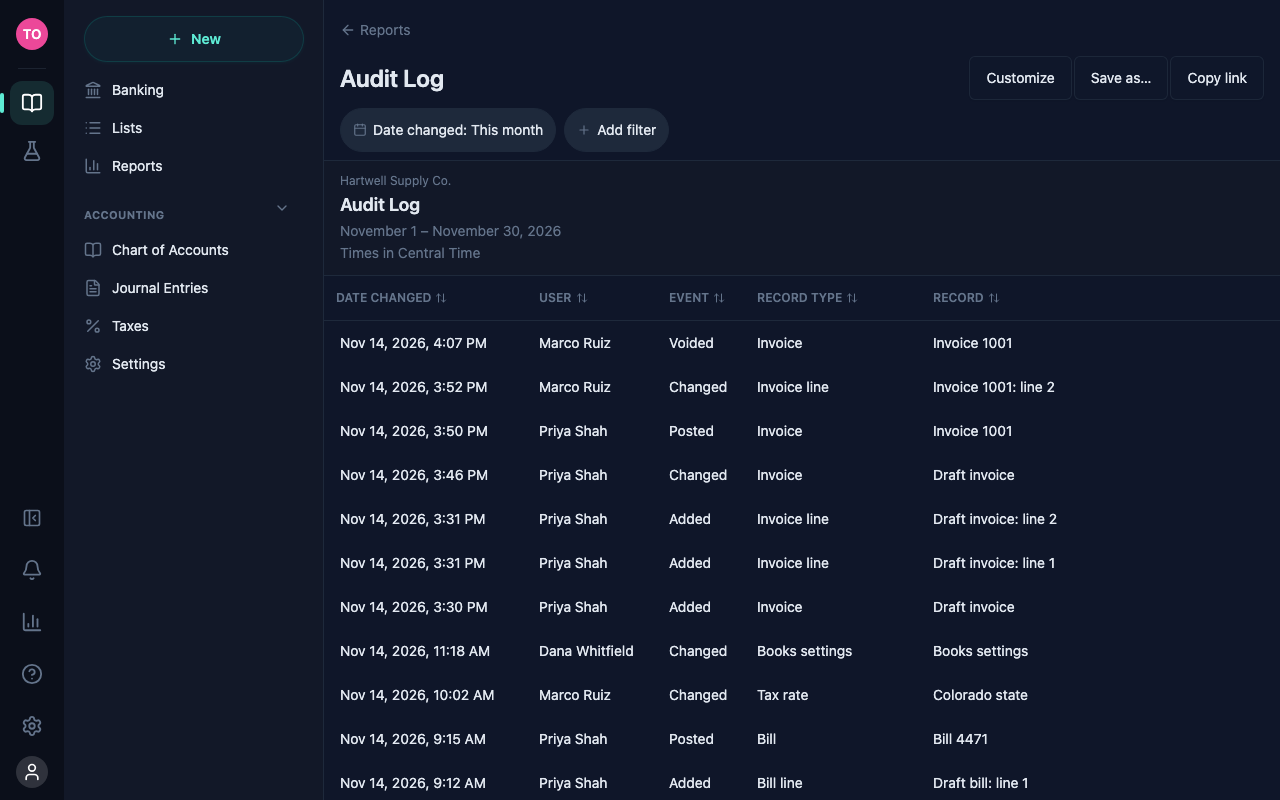 TO
New
Banking
Lists
Reports
ACCOUNTING
Chart of Accounts
Journal Entries
Taxes
Settings
Reports
Audit Log
Customize
Save as...
Copy link
Date changed: This month
Add filter
Hartwell Supply Co.
Audit Log
November 1 – November 30, 2026
Times in Central Time
DATE CHANGED USER EVENT RECORD TYPE RECORD
Nov 14, 2026, 4:07 PM Marco Ruiz Voided Invoice Invoice 1001
Nov 14, 2026, 3:52 PM Marco Ruiz Changed Invoice line Invoice 1001: line 2
Nov 14, 2026, 3:50 PM Priya Shah Posted Invoice Invoice 1001
Nov 14, 2026, 3:46 PM Priya Shah Changed Invoice Draft invoice
Nov 14, 2026, 3:31 PM Priya Shah Added Invoice line Draft invoice: line 2
Nov 14, 2026, 3:31 PM Priya Shah Added Invoice line Draft invoice: line 1
Nov 14, 2026, 3:30 PM Priya Shah Added Invoice Draft invoice
Nov 14, 2026, 11:18 AM Dana Whitfield Changed Books settings Books settings
Nov 14, 2026, 10:02 AM Marco Ruiz Changed Tax rate Colorado state
Nov 14, 2026, 9:15 AM Priya Shah Posted Bill Bill 4471
Nov 14, 2026, 9:12 AM Priya Shah Added Bill line Draft bill: line 1